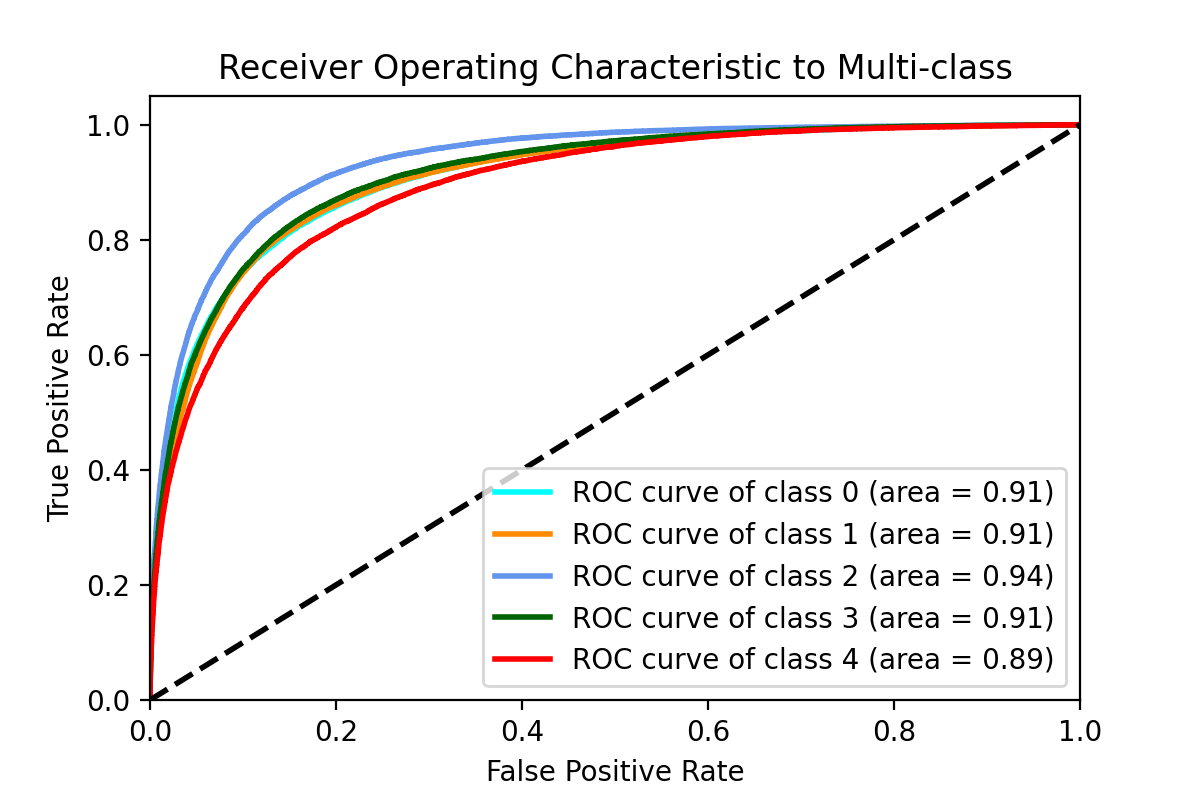 Receiver Operating Characteristic to Multi-class
True Positive Rate
1.0
0.8
0.6
0.4
0.2
0.0
ROC curve of class 0 (area = 0.91)
ROC curve of class 1 (area = 0.91)
ROC curve of class 2 (area = 0.94)
ROC curve of class 3 (area = 0.91)
ROC curve of class 4 (area = 0.89)
0.0 0.2 0.4 0.6 0.8 1.0
False Positive Rate